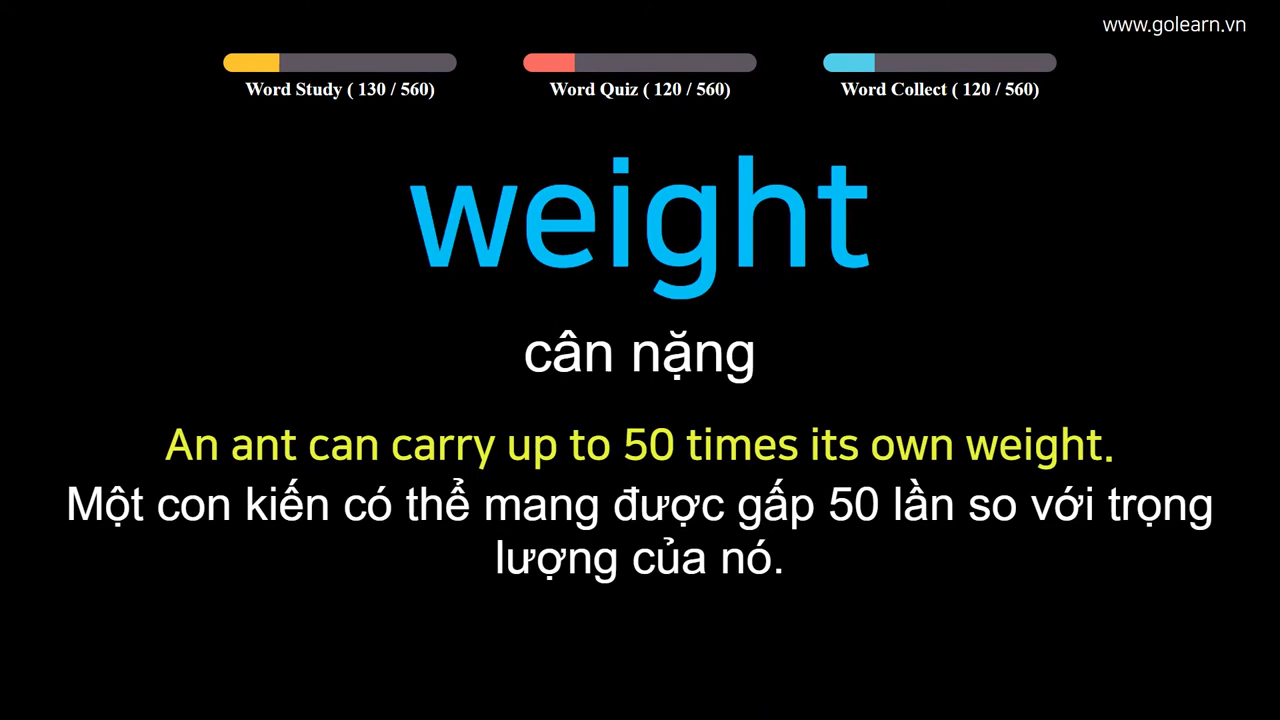 www.golearn.vn
Word Study ( 130 / 560)
Word Quiz ( 120 / 560)
Word Collect ( 120 / 560)
weight
cân nặng
An ant can carry up to 50 times its own weight.
Một con kiến có thể mang được gấp 50 lần so với trọng
lượng của nó.